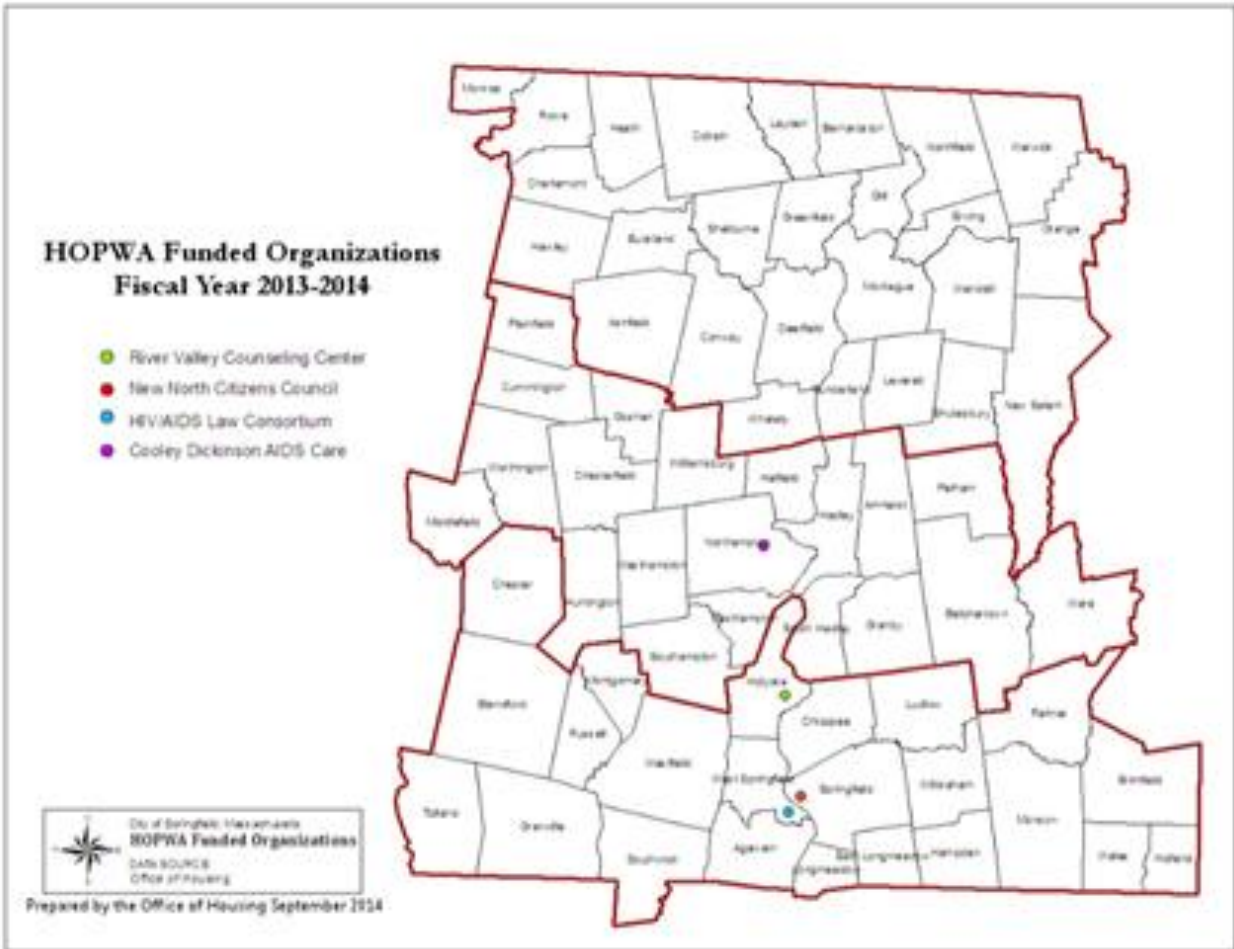 HOPWA Funded Organizations
Fiscal Year 2013-2014
River Valley Counseling Center
New North Citizens Council
HIV/AIDS Law Consortium
Cooley Dickinson AIDS Care
Monroe
Rowe
Heath
Colrain
Leyden
Bernardston
Northfield
Warwick
Charlemont
Gill
Erving
Orange
Hawley
Buckland
Shelburne
Greenfield
Montague
Wendell
Plainfield
Ashfield
Conway
Deerfield
Cummington
Goshen
Whately
Sunderland
Leverett
Shutesbury
New Salem
Worthington
Chesterfield
Williamsburg
Hatfield
Hadley
Amherst
Pelham
Middlefield
Northampton
Westhampton
Chester
Huntington
Easthampton
South Hadley
Granby
Belchertown
Ware
Southampton
Montgomery
Holyoke
Blandford
Russell
Chicopee
Ludlow
Palmer
Westfield
West Springfield
Springfield
Wilbraham
Brimfield
Tolland
Granville
Southwick
Agawam
Longmeadow
East Longmeadow
Hampden
Monson
Wales
Holland
City of Springfield, Massachusetts
HOPWA Funded Organizations
DATA SOURCE
Office of Housing
Prepared by the Office of Housing September 2014